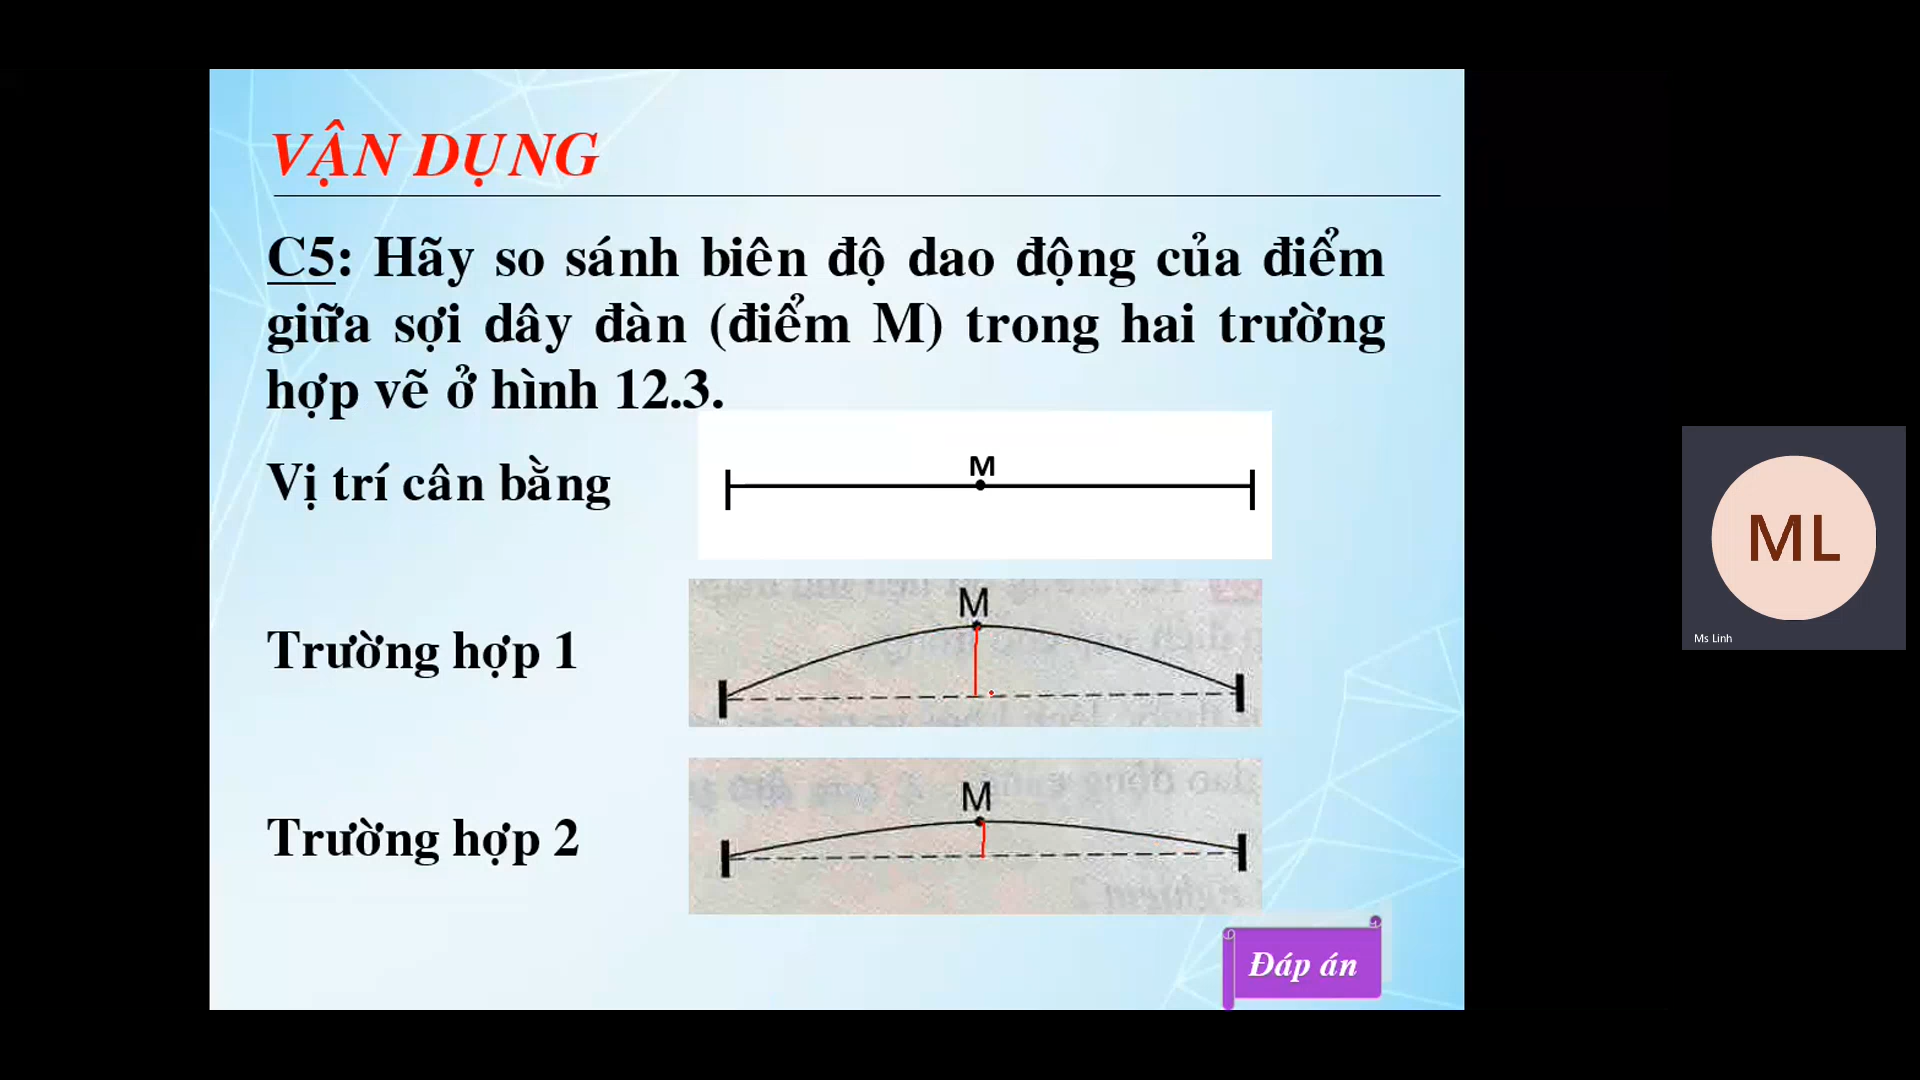 VẬN DỤNG
C5: Hãy so sánh biên độ dao động của điểm
giữa sợi dây đàn (điểm M) trong hai trường
hợp vẽ ở hình 12.3.
Vị trí cân bằng
M
Trường hợp 1
M
Trường hợp 2
M
Đáp án
ML
Ms Linh